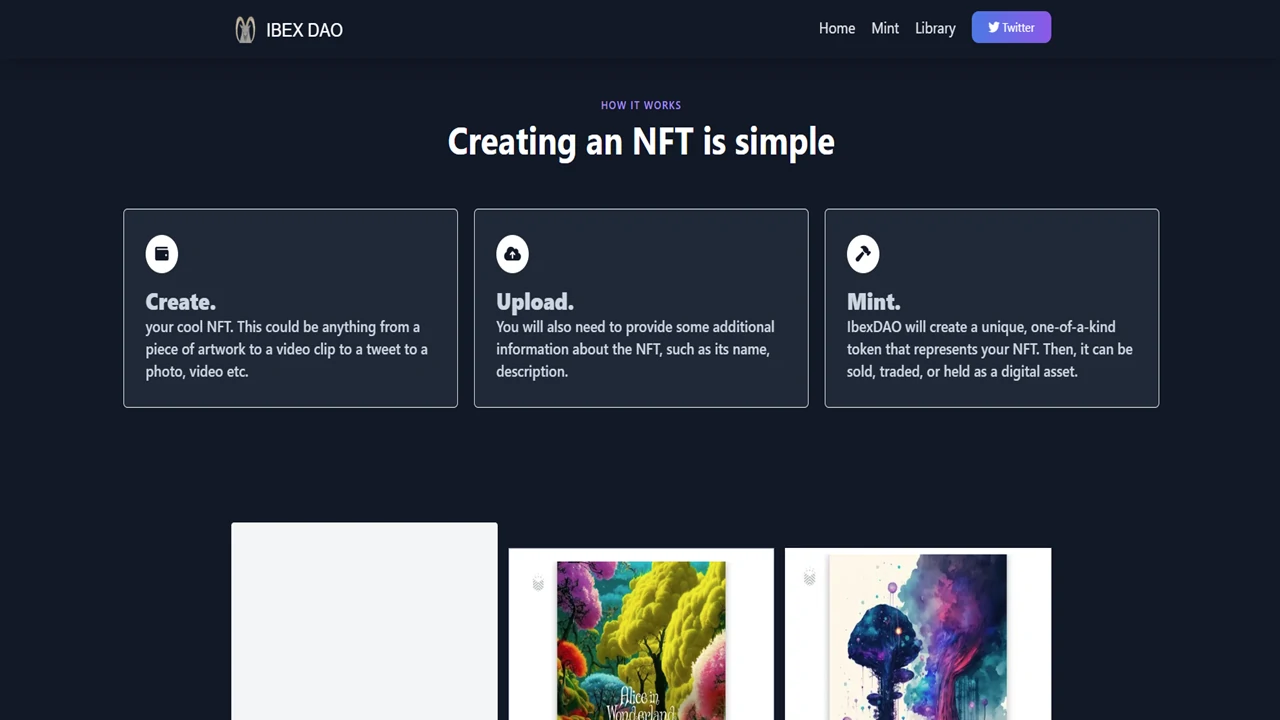 IBEX DAO
Home Mint Library Twitter
HOW IT WORKS
Creating an NFT is simple
Create.
your cool NFT. This could be anything from a
piece of artwork to a video clip to a tweet to a
photo, video etc.
Upload.
You will also need to provide some additional
information about the NFT, such as its name,
description.
Mint.
IbexDAO will create a unique, one-of-a-kind
token that represents your NFT. Then, it can be
sold, traded, or held as a digital asset.
Alice in
Wonderland